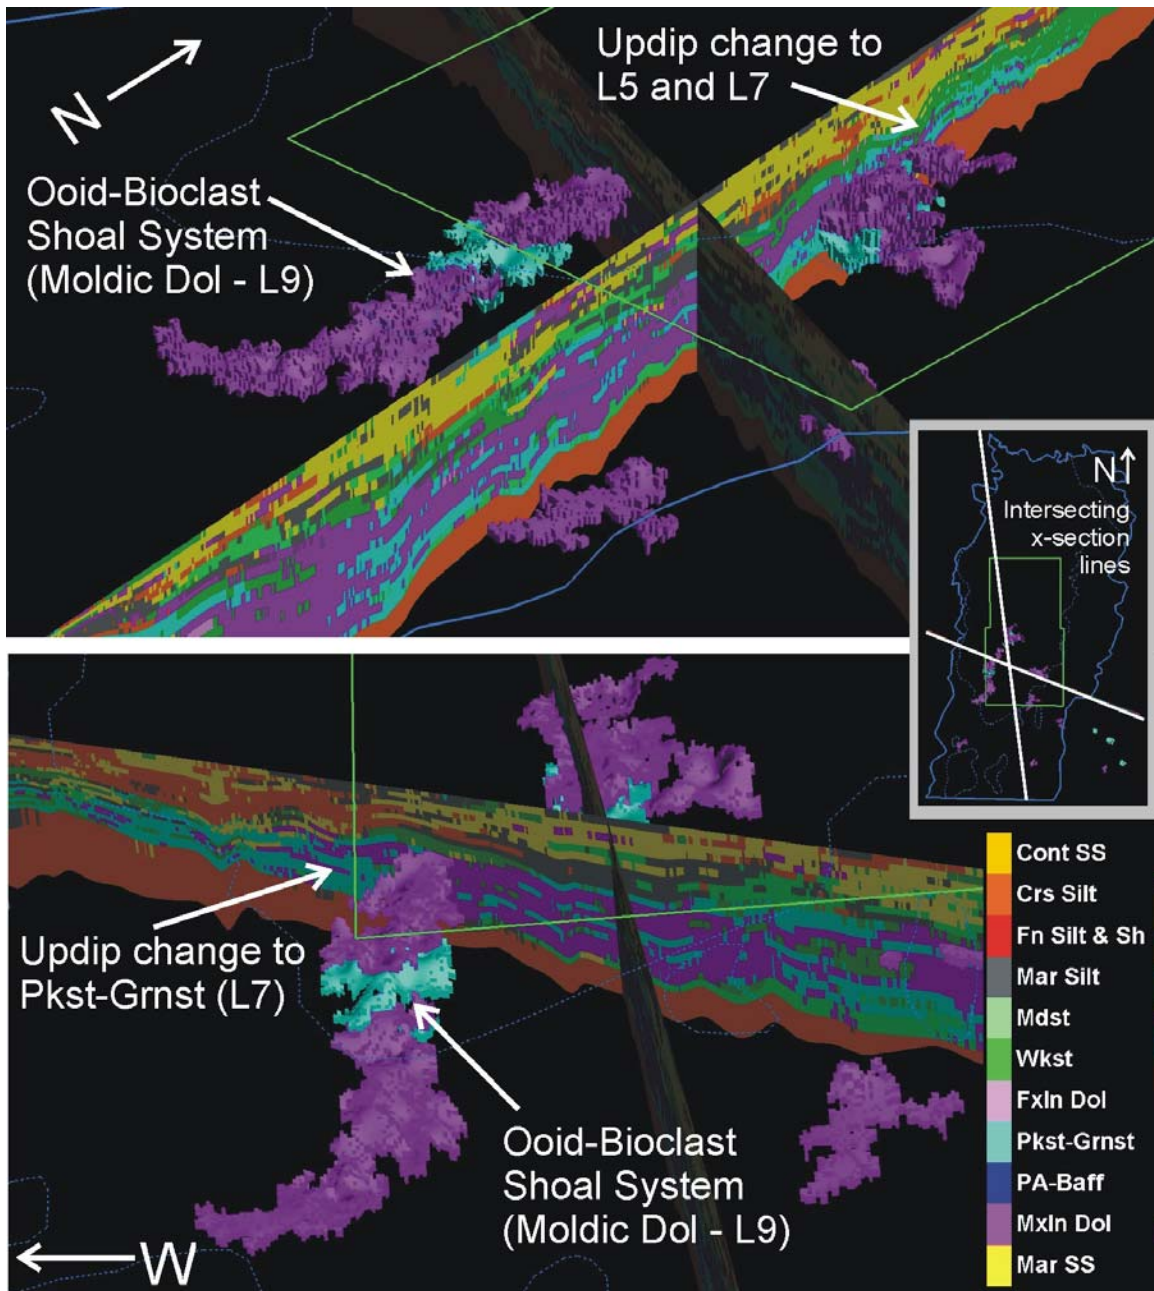 N
Updip change to
L5 and L7
Ooid-Bioclast
Shoal System
(Moldic Dol - L9)
N
Intersecting
x-section
lines
Updip change to
Pkst-Grnst (L7)
Ooid-Bioclast
Shoal System
(Moldic Dol - L9)
W
Cont SS
Crs Silt
Fn Silt & Sh
Mar Silt
Mdst
Wkst
Fxln Dol
Pkst-Grnst
PA-Baff
Mxln Dol
Mar SS